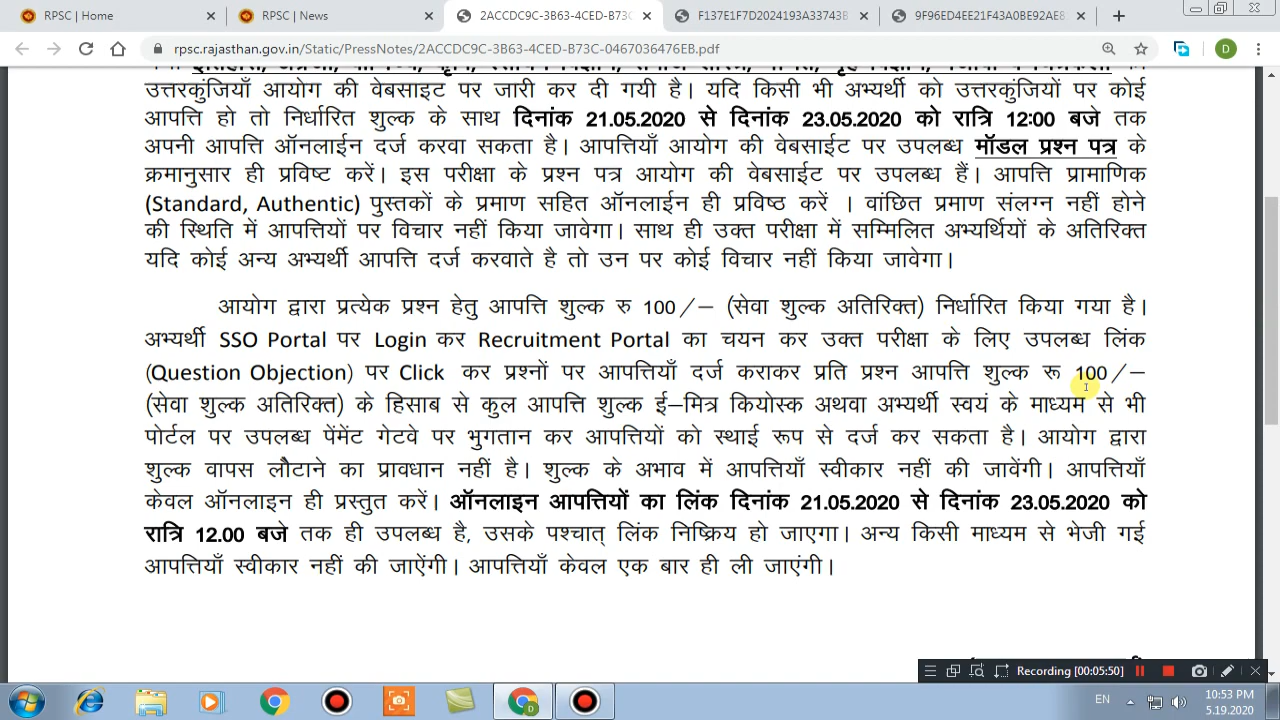 RPSC | Home
RPSC | News
2ACCDC9C-3B63-4CED-B73C
F137E1F7D2024193A33743B
9F96ED4EE21F43A0BE92AE8
rpsc.rajasthan.gov.in/Static/PressNotes/2ACCDC9C-3B63-4CED-B73C-0467036476EB.pdf
D
उत्तरकुंजियाँ आयोग की वेबसाइट पर जारी कर दी गयी है। यदि किसी भी अभ्यर्थी को उत्तरकुंजियों पर कोई
आपत्ति हो तो निर्धारित शुल्क के साथ दिनांक 21.05.2020 से दिनांक 23.05.2020 को रात्रि 12:00 बजे तक
अपनी आपत्ति ऑनलाईन दर्ज करवा सकता है। आपत्तियाँ आयोग की वेबसाईट पर उपलब्ध मॉडल प्रश्न पत्र के
क्रमानुसार ही प्रविष्ट करें। इस परीक्षा के प्रश्न पत्र आयोग की वेबसाईट पर उपलब्ध हैं। आपत्ति प्रामाणिक
(Standard, Authentic) पुस्तकों के प्रमाण सहित ऑनलाईन ही प्रविष्ठ करें । वांछित प्रमाण संलग्न नहीं होने
की स्थिति में आपत्तियों पर विचार नहीं किया जावेगा। साथ ही उक्त परीक्षा में सम्मिलित अभ्यर्थियों के अतिरिक्त
यदि कोई अन्य अभ्यर्थी आपत्ति दर्ज करवाते है तो उन पर कोई विचार नहीं किया जावेगा।
आयोग द्वारा प्रत्येक प्रश्न हेतु आपत्ति शुल्क रु 100/– (सेवा शुल्क अतिरिक्त) निर्धारित किया गया है।
अभ्यर्थी SSO Portal पर Login कर Recruitment Portal का चयन कर उक्त परीक्षा के लिए उपलब्ध लिंक
(Question Objection) पर Click कर प्रश्नों पर आपत्तियाँ दर्ज कराकर प्रति प्रश्न आपत्ति शुल्क रू 100/–
(सेवा शुल्क अतिरिक्त) के हिसाब से कुल आपत्ति शुल्क ई–मित्र कियोस्क अथवा अभ्यर्थी स्वयं के माध्यम से भी
पोर्टल पर उपलब्ध पेंमेंट गेटवे पर भुगतान कर आपत्तियों को स्थाई रूप से दर्ज कर सकता है। आयोग द्वारा
शुल्क वापस लौटाने का प्रावधान नहीं है। शुल्क के अभाव में आपत्तियाँ स्वीकार नहीं की जावेंगी। आपत्तियाँ
केवल ऑनलाइन ही प्रस्तुत करें। ऑनलाइन आपत्तियों का लिंक दिनांक 21.05.2020 से दिनांक 23.05.2020 को
रात्रि 12.00 बजे तक ही उपलब्ध है, उसके पश्चात् लिंक निष्क्रिय हो जाएगा। अन्य किसी माध्यम से भेजी गई
आपत्तियाँ स्वीकार नहीं की जाऐंगी। आपत्तियाँ केवल एक बार ही ली जाएंगी।
Recording [00:05:50]
EN
10:53 PM
5.19.2020